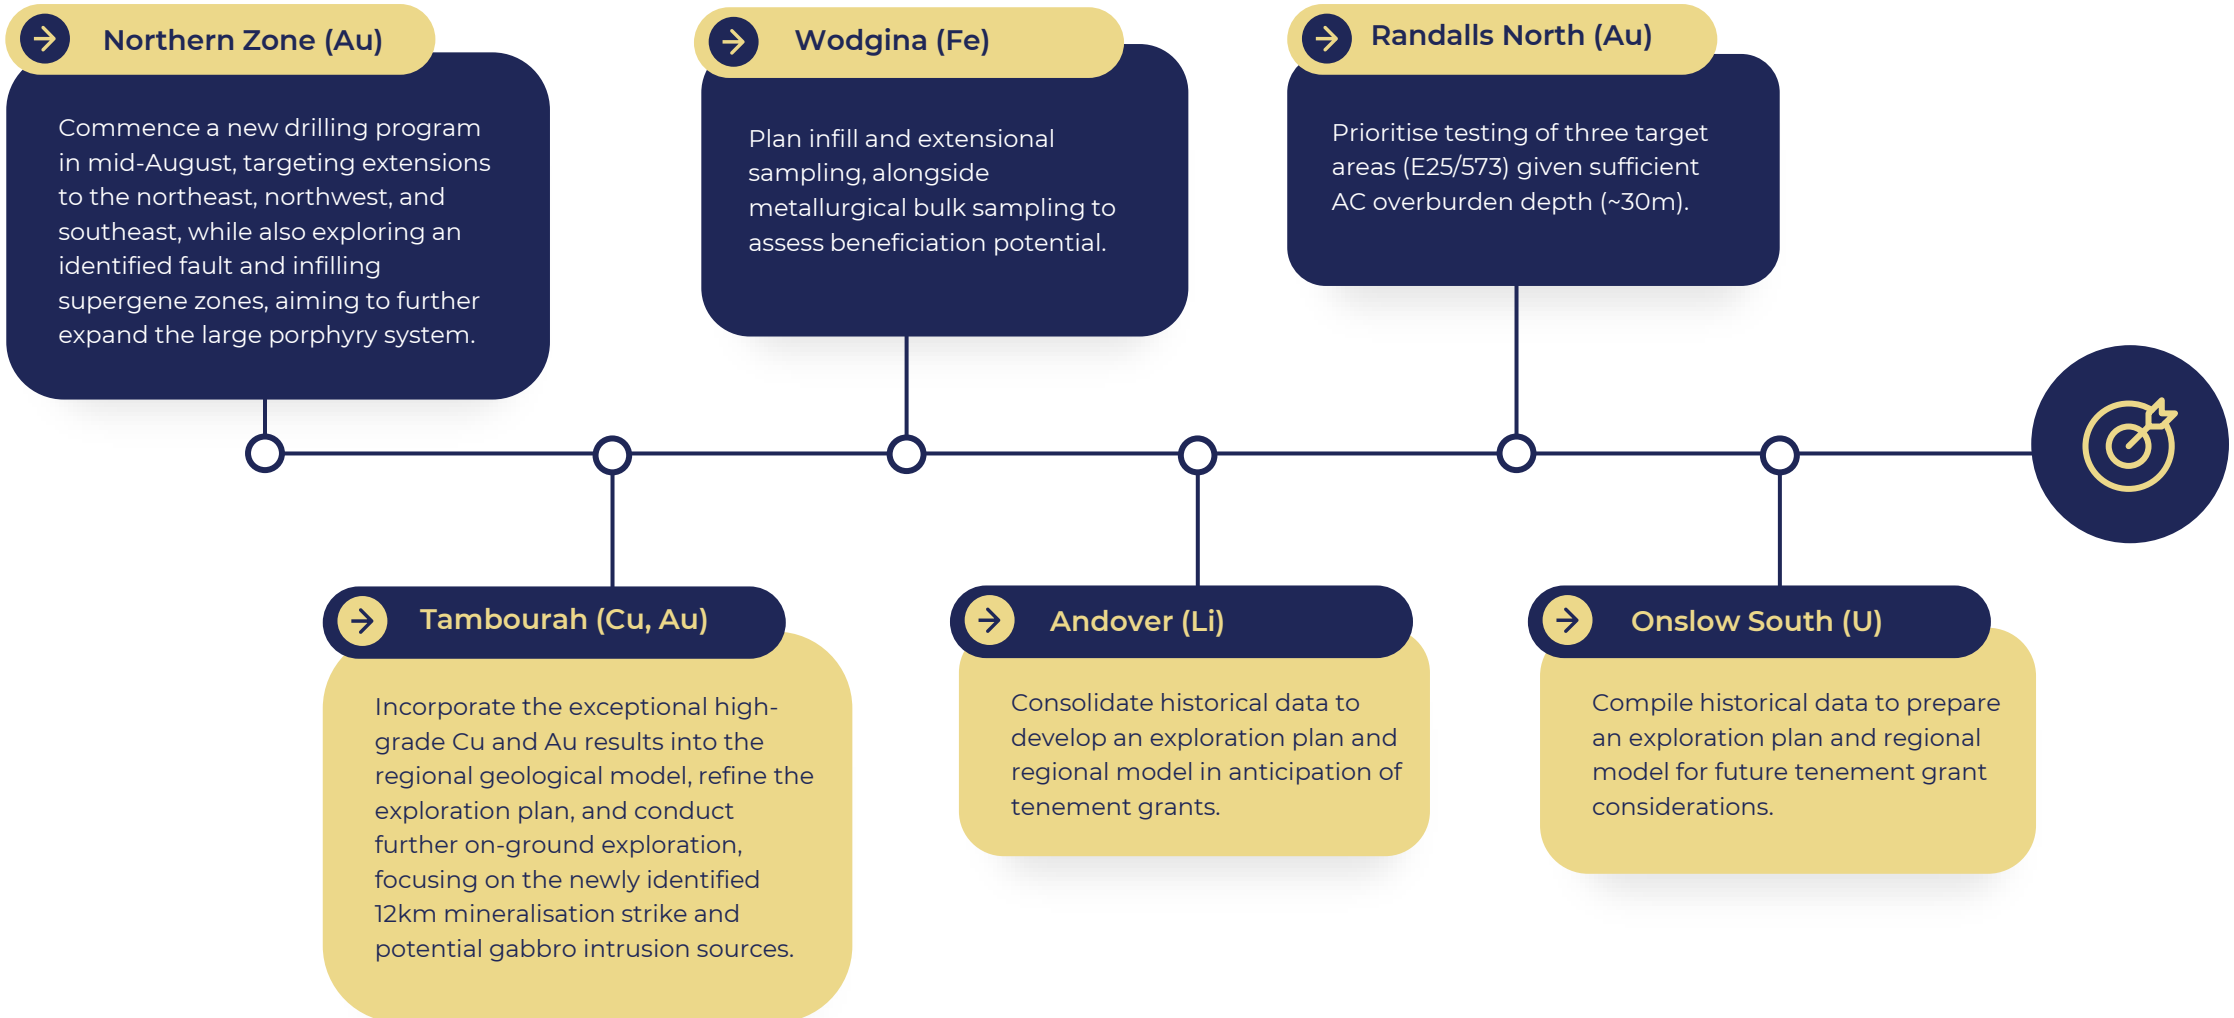 Northern Zone (Au)
Commence a new drilling program
in mid-August, targeting extensions
to the northeast, northwest, and
southeast, while also exploring an
identified fault and infilling
supergene zones, aiming to further
expand the large porphyry system.
Wodgina (Fe)
Plan infill and extensional
sampling, alongside
metallurgical bulk sampling to
assess beneficiation potential.
Randalls North (Au)
Prioritise testing of three target
areas (E25/573) given sufficient
AC overburden depth (~30m).
Tambourah (Cu, Au)
Incorporate the exceptional high-
grade Cu and Au results into the
regional geological model, refine the
exploration plan, and conduct
further on-ground exploration,
focusing on the newly identified
12km mineralisation strike and
potential gabbro intrusion sources.
Andover (Li)
Consolidate historical data to
develop an exploration plan and
regional model in anticipation of
tenement grants.
Onslow South (U)
Compile historical data to prepare
an exploration plan and regional
model for future tenement grant
considerations.